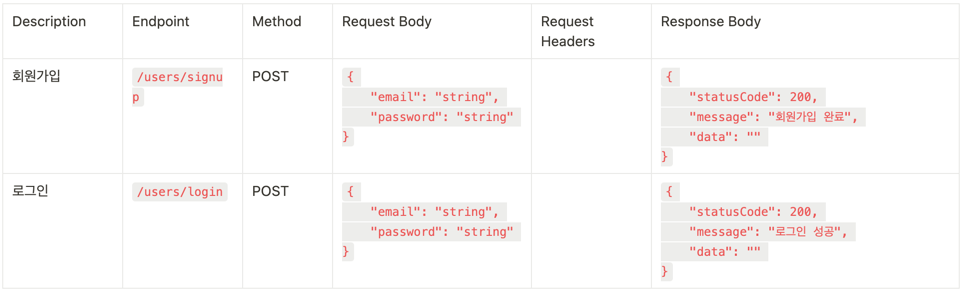 Description Endpoint Method Request Body Request Headers Response Body
회원가입 /users/signup POST
{
"email": "string",
"password": "string"
}
{
"statusCode": 200,
"message": "회원가입 완료",
"data": ""
}
로그인 /users/login POST
{
"email": "string",
"password": "string"
}
{
"statusCode": 200,
"message": "로그인 성공",
"data": ""
}